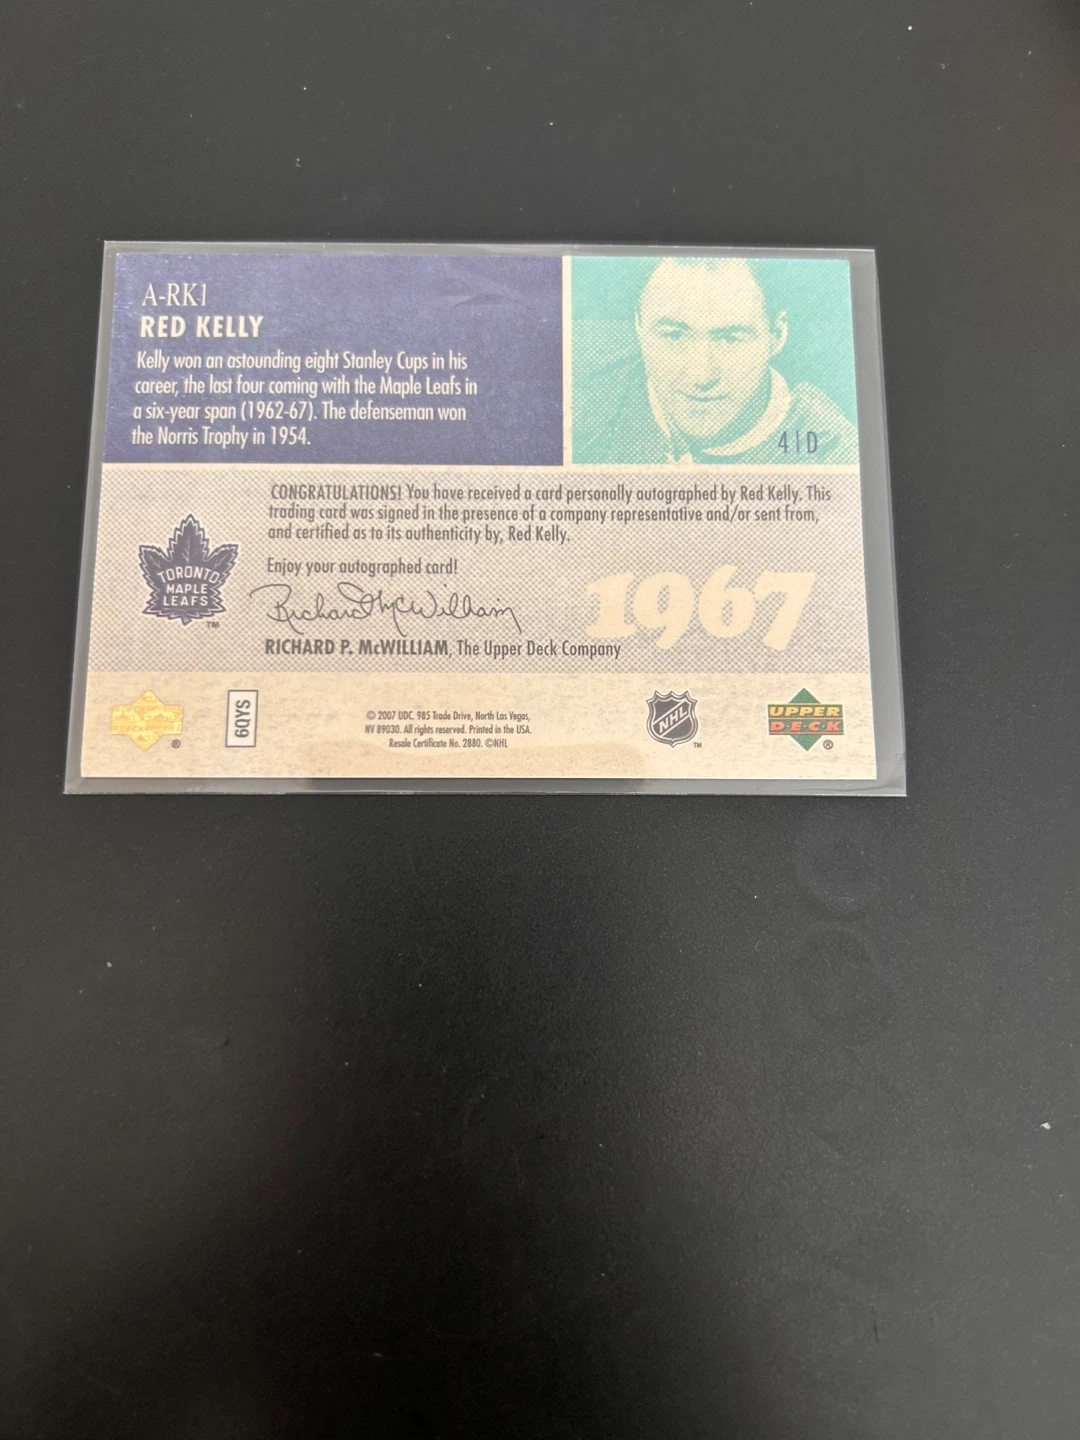 A-RK1
RED KELLY
Kelly won an astounding eight Stanley Cups in his
career, the last four coming with the Maple Leafs in
a six-year span (1962-67). The defenseman won
the Norris Trophy in 1954.
4|D
CONGRATULATIONS! You have received a card personally autographed by Red Kelly. This
trading card was signed in the presence of a company representative and/or sent from,
and certified as to its authenticity by, Red Kelly.
Enjoy your autographed card!
Richard McWilliam
RICHARD P. McWILLIAM, The Upper Deck Company
1967
TORONTO
MAPLE
LEAFS
TM
®
6QYS
© 2007 UDC. 985 Trade Drive, North Las Vegas,
NV 89030. All rights reserved. Printed in the USA.
Resale Certificate No. 2880. ©NHL
NHL
TM
UPPER
D·E·C·K
®